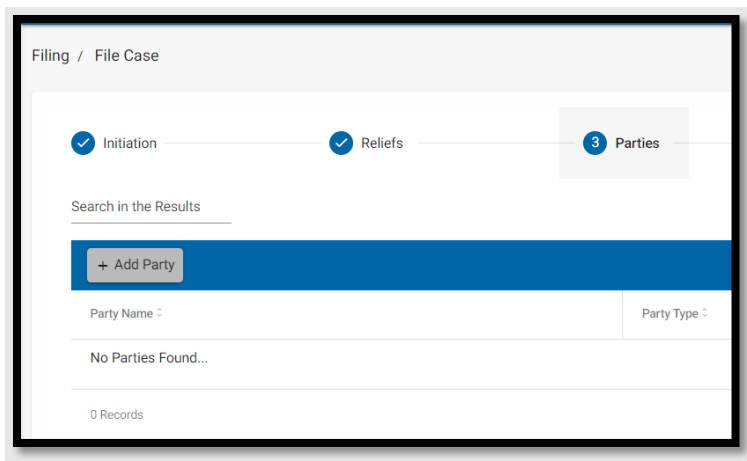 Filing / File Case
Initiation
Reliefs
3 Parties
Search in the Results
+ Add Party
Party Name
Party Type
No Parties Found...
0 Records